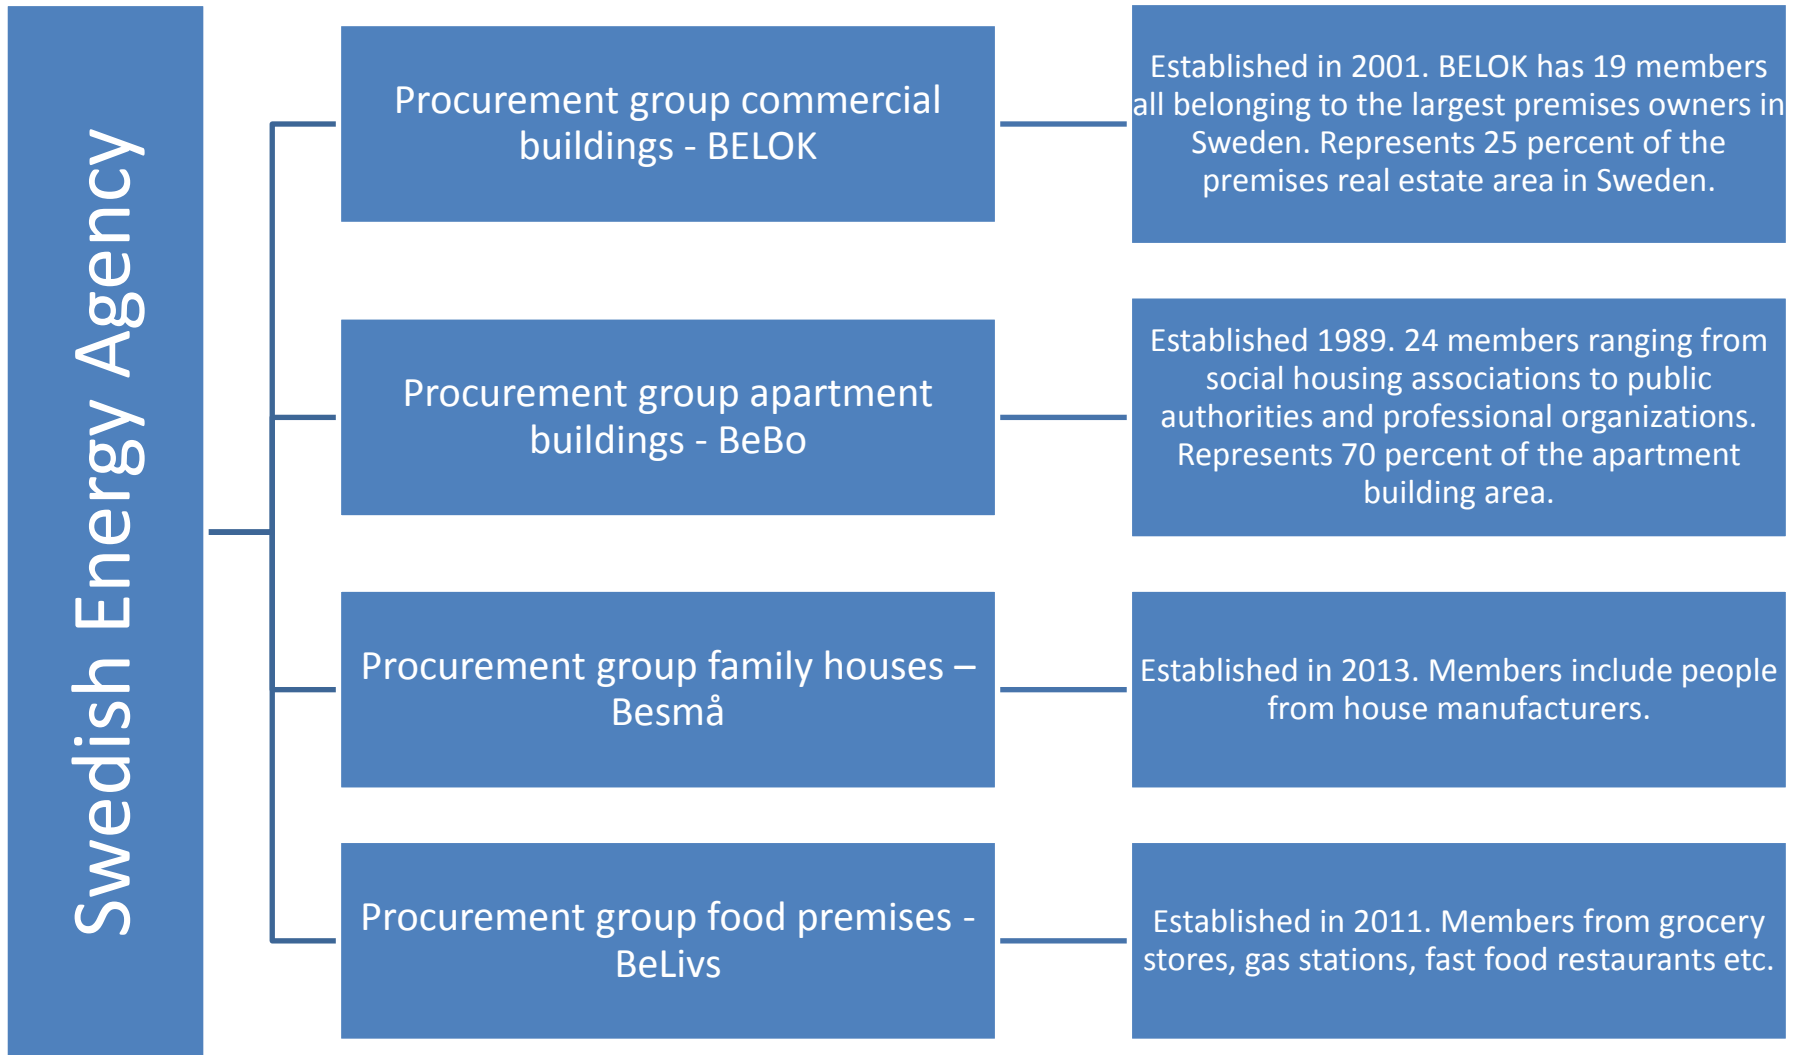 Swedish Energy Agency
Procurement group commercial
buildings - BELOK
Established in 2001. BELOK has 19 members
all belonging to the largest premises owners in
Sweden. Represents 25 percent of the
premises real estate area in Sweden.
Procurement group apartment
buildings - BeBo
Established 1989. 24 members ranging from
social housing associations to public
authorities and professional organizations.
Represents 70 percent of the apartment
building area.
Procurement group family houses –
Besmå
Established in 2013. Members include people
from house manufacturers.
Procurement group food premises -
BeLivs
Established in 2011. Members from grocery
stores, gas stations, fast food restaurants etc.